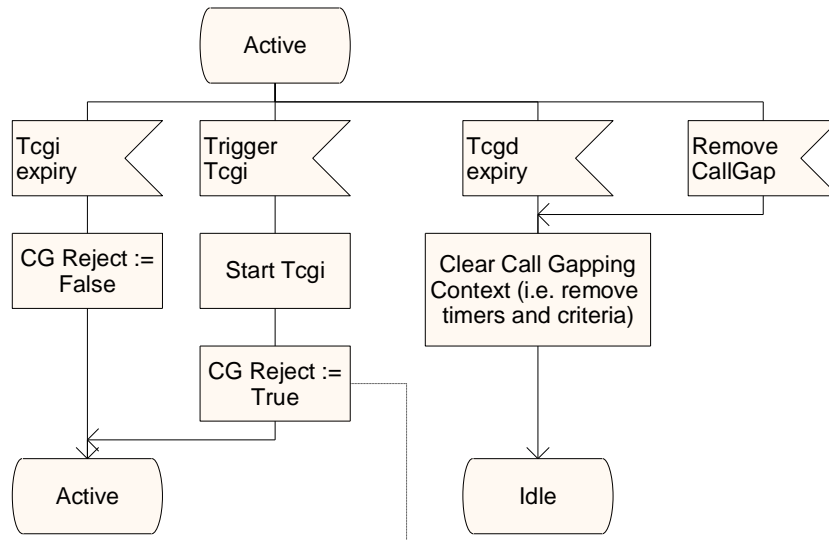 Active
Tcgi
expiry
Trigger
Tcgi
Tcgd
expiry
Remove
CallGap
CG Reject :=
False
Start Tcgi
Clear Call Gapping
Context (i.e. remove
timers and criteria)
CG Reject :=
True
Active
Idle